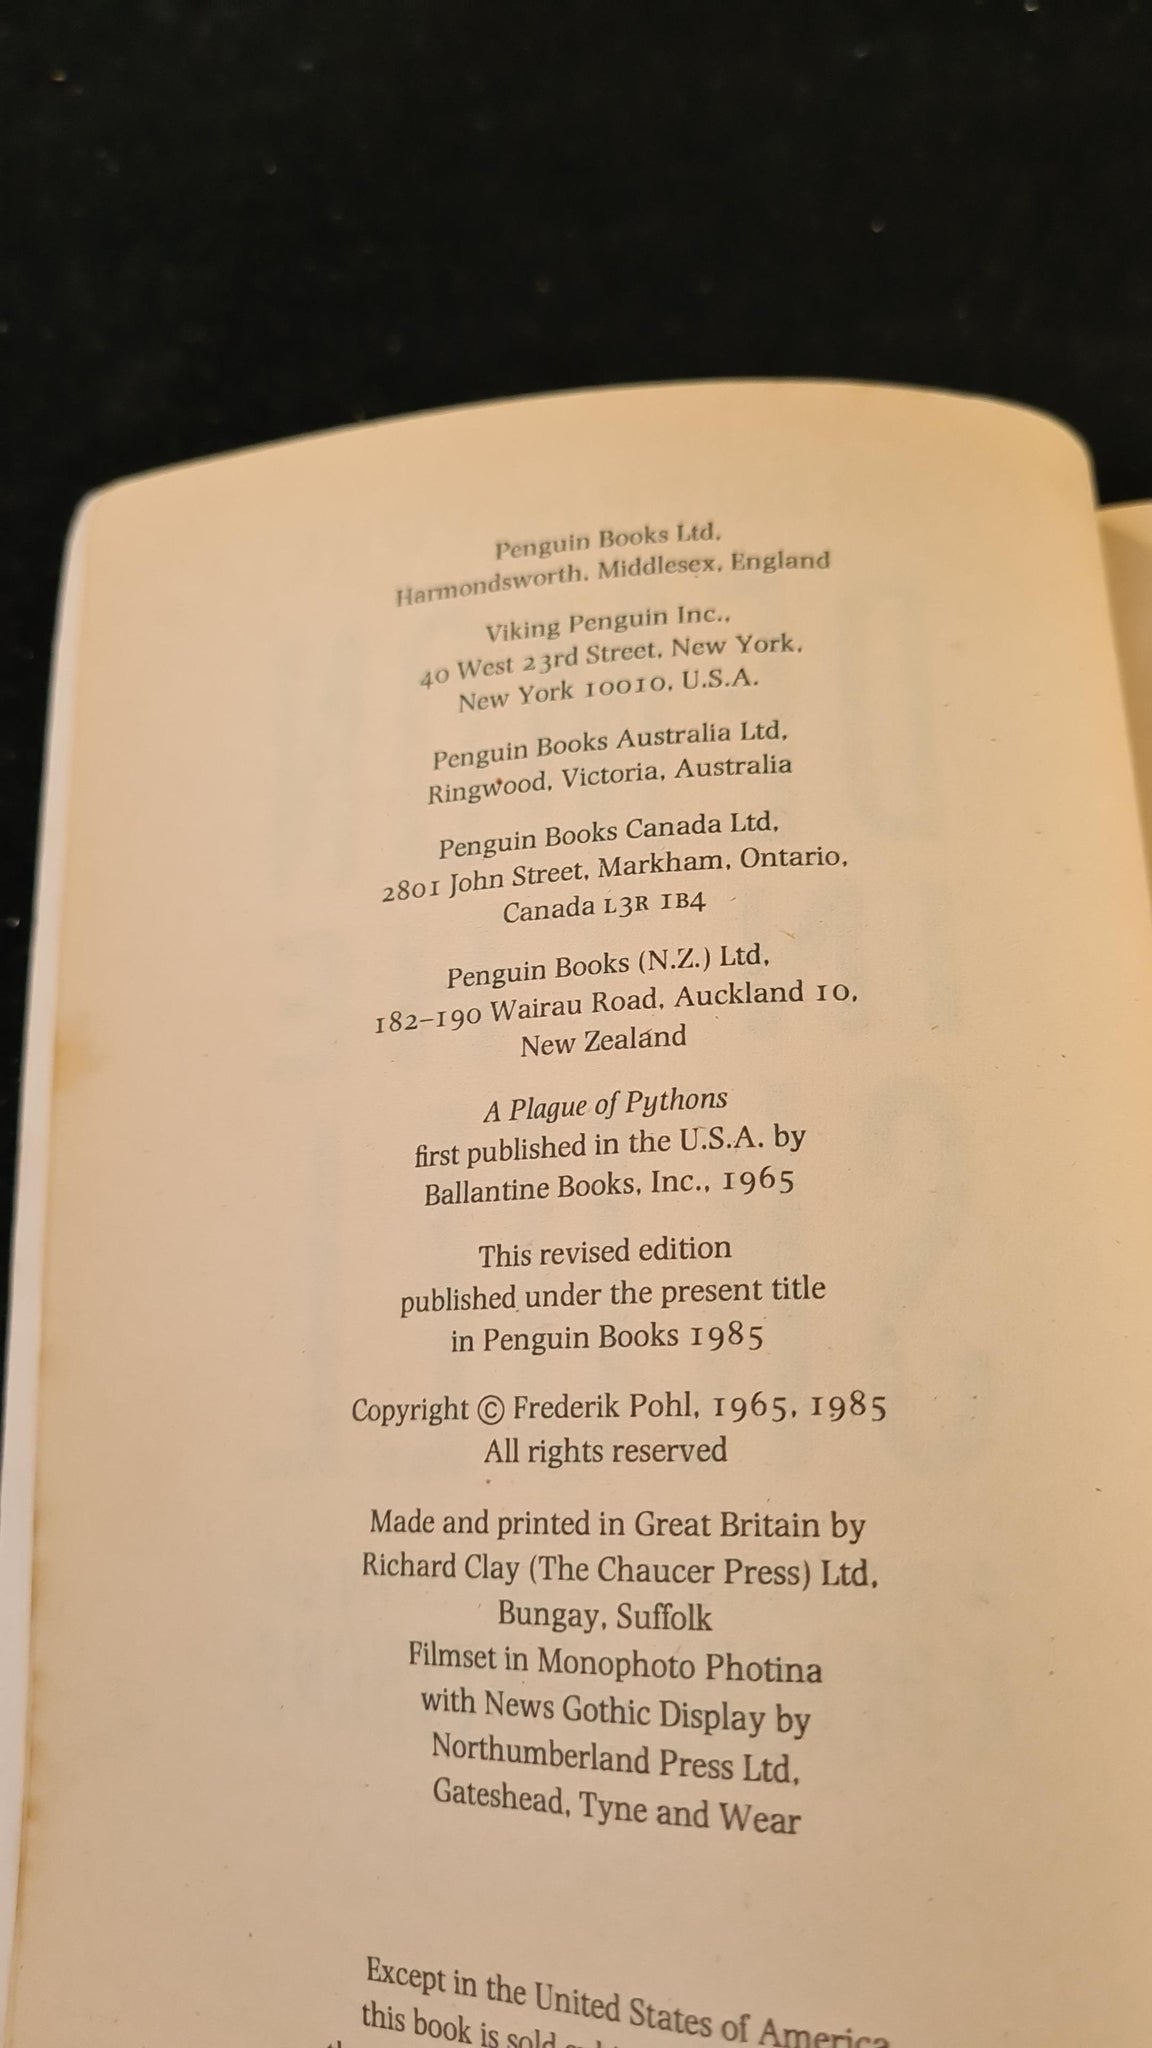 Penguin Books Ltd,
Harmondsworth, Middlesex, England
Viking Penguin Inc.,
40 West 23rd Street, New York,
New York 10010, U.S.A.
Penguin Books Australia Ltd,
Ringwood, Victoria, Australia
Penguin Books Canada Ltd,
2801 John Street, Markham, Ontario,
Canada L3R 1B4
Penguin Books (N.Z.) Ltd,
182–190 Wairau Road, Auckland 10,
New Zealand
A Plague of Pythons
first published in the U.S.A. by
Ballantine Books, Inc., 1965
This revised edition
published under the present title
in Penguin Books 1985
Copyright © Frederik Pohl, 1965, 1985
All rights reserved
Made and printed in Great Britain by
Richard Clay (The Chaucer Press) Ltd,
Bungay, Suffolk
Filmset in Monophoto Photina
with News Gothic Display by
Northumberland Press Ltd,
Gateshead, Tyne and Wear
Except in the United States of America
this book is sold